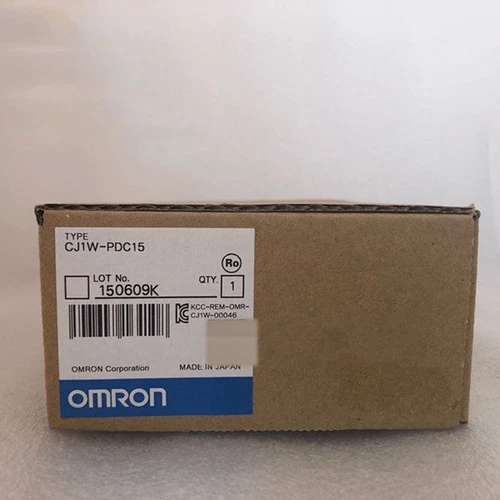 TYPE
CJ1W-PDC15
Ro
LOT No.
QTY.
150609K
1
KCC-REM-OMR-
CJ1W-00046
OMRON Corporation
MADE IN JAPAN
OMRON